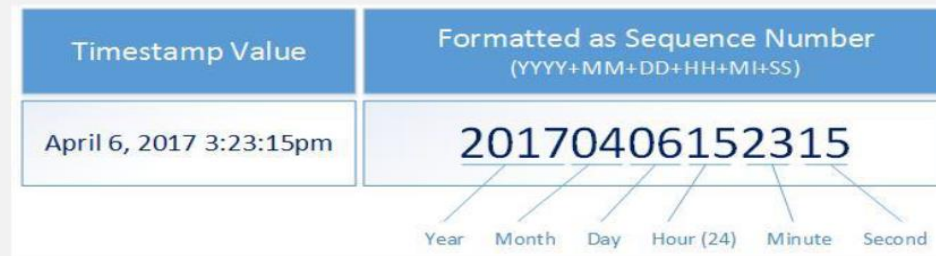 Timestamp Value
Formatted as Sequence Number
(YYYY+MM+DD+HH+MI+SS)
April 6, 2017 3:23:15pm
20170406152315
Year Month Day Hour (24) Minute Second